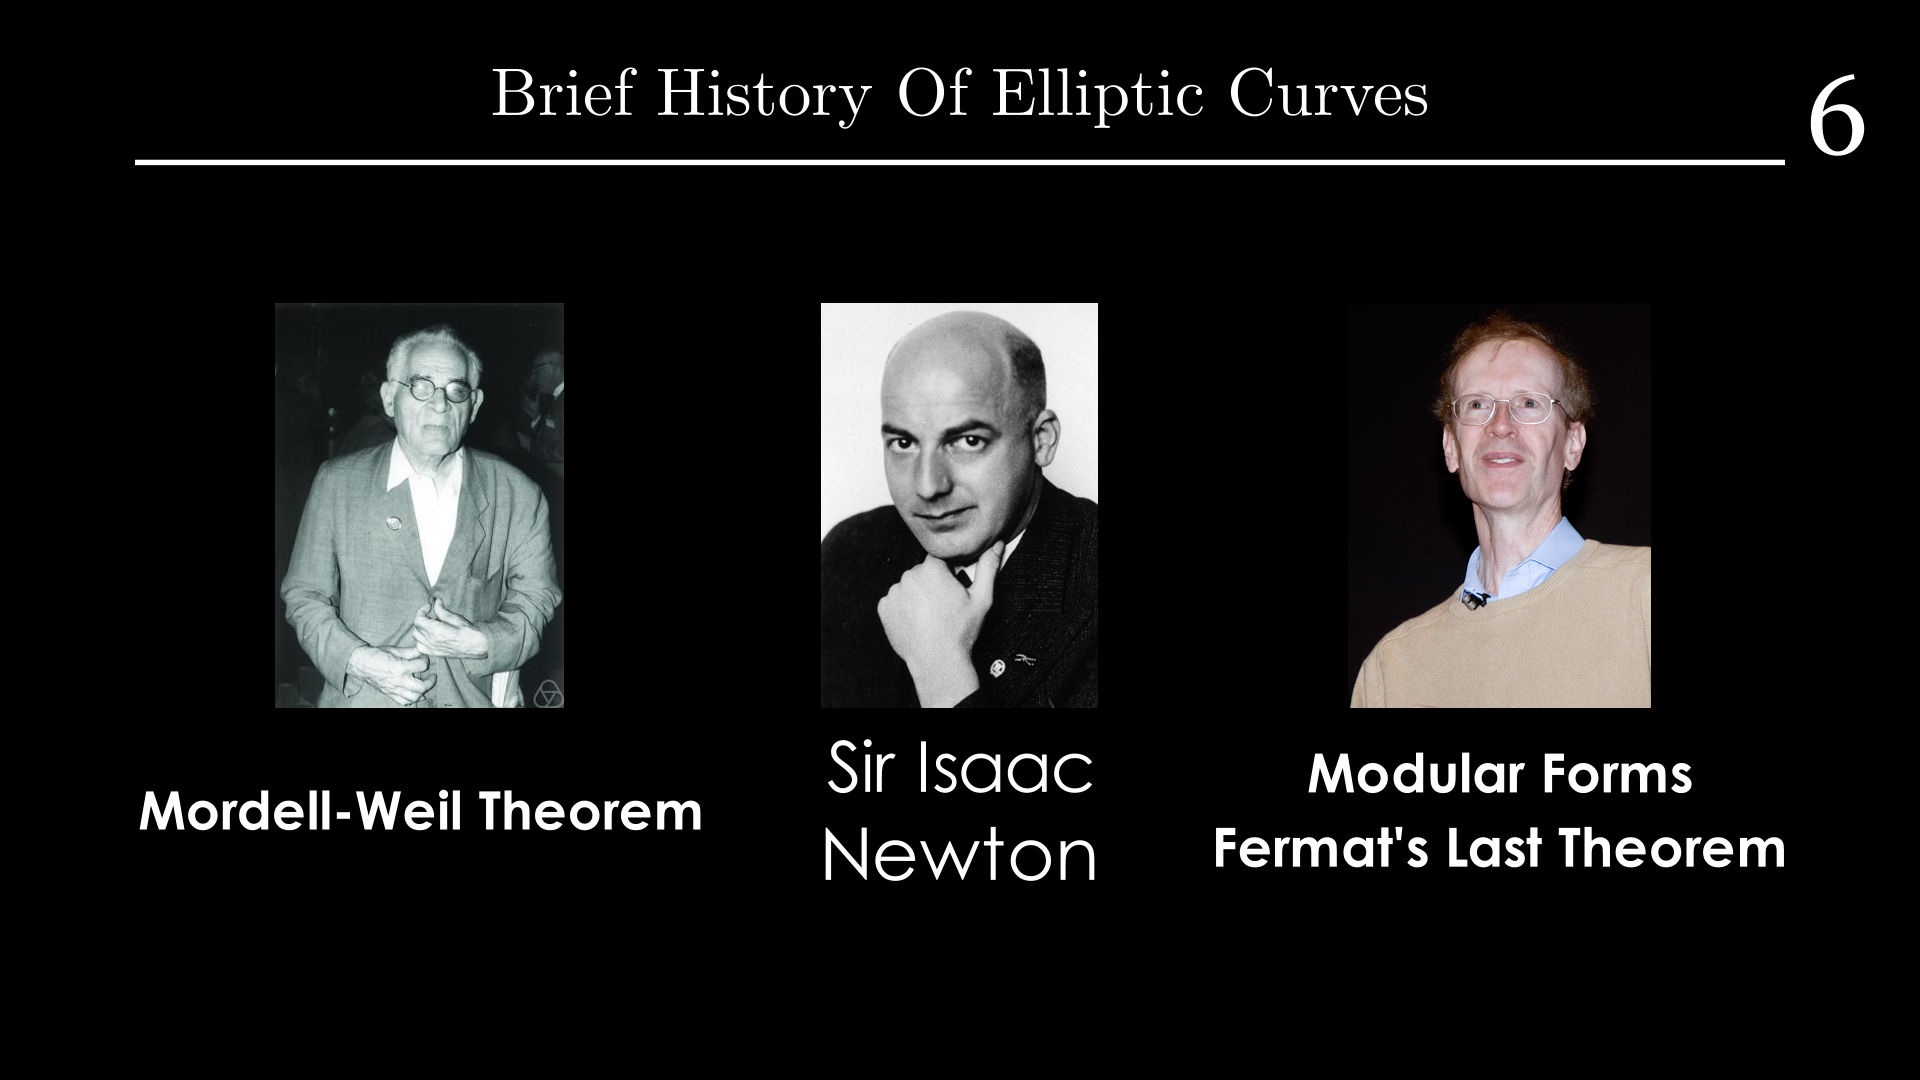 Brief History Of Elliptic Curves
6
Mordell-Weil Theorem
Sir Isaac
Newton
Modular Forms
Fermat's Last Theorem